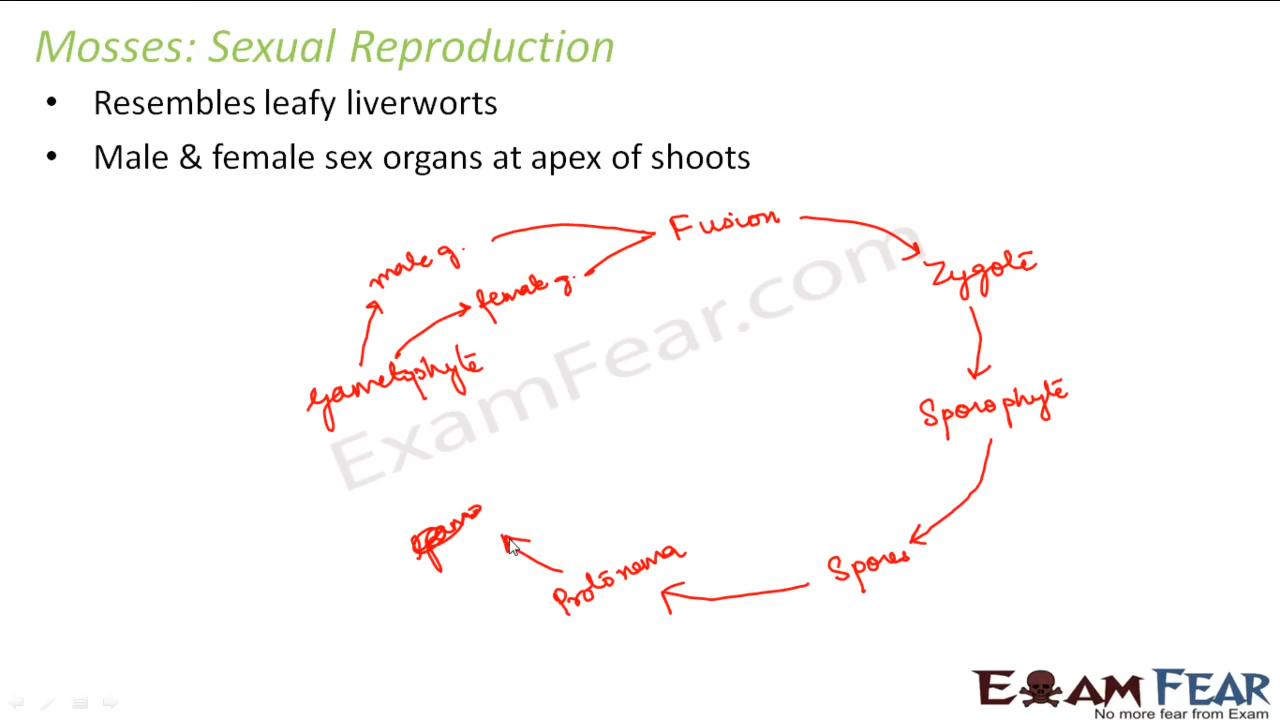 Mosses: Sexual Reproduction
• Resembles leafy liverworts
• Male & female sex organs at apex of shoots
Fusion
male g.
Zygote
female g.
gametophyte
Sporophyte
Spores
Protonema
ExamFear.com
EXAM FEAR
No more fear from Exam